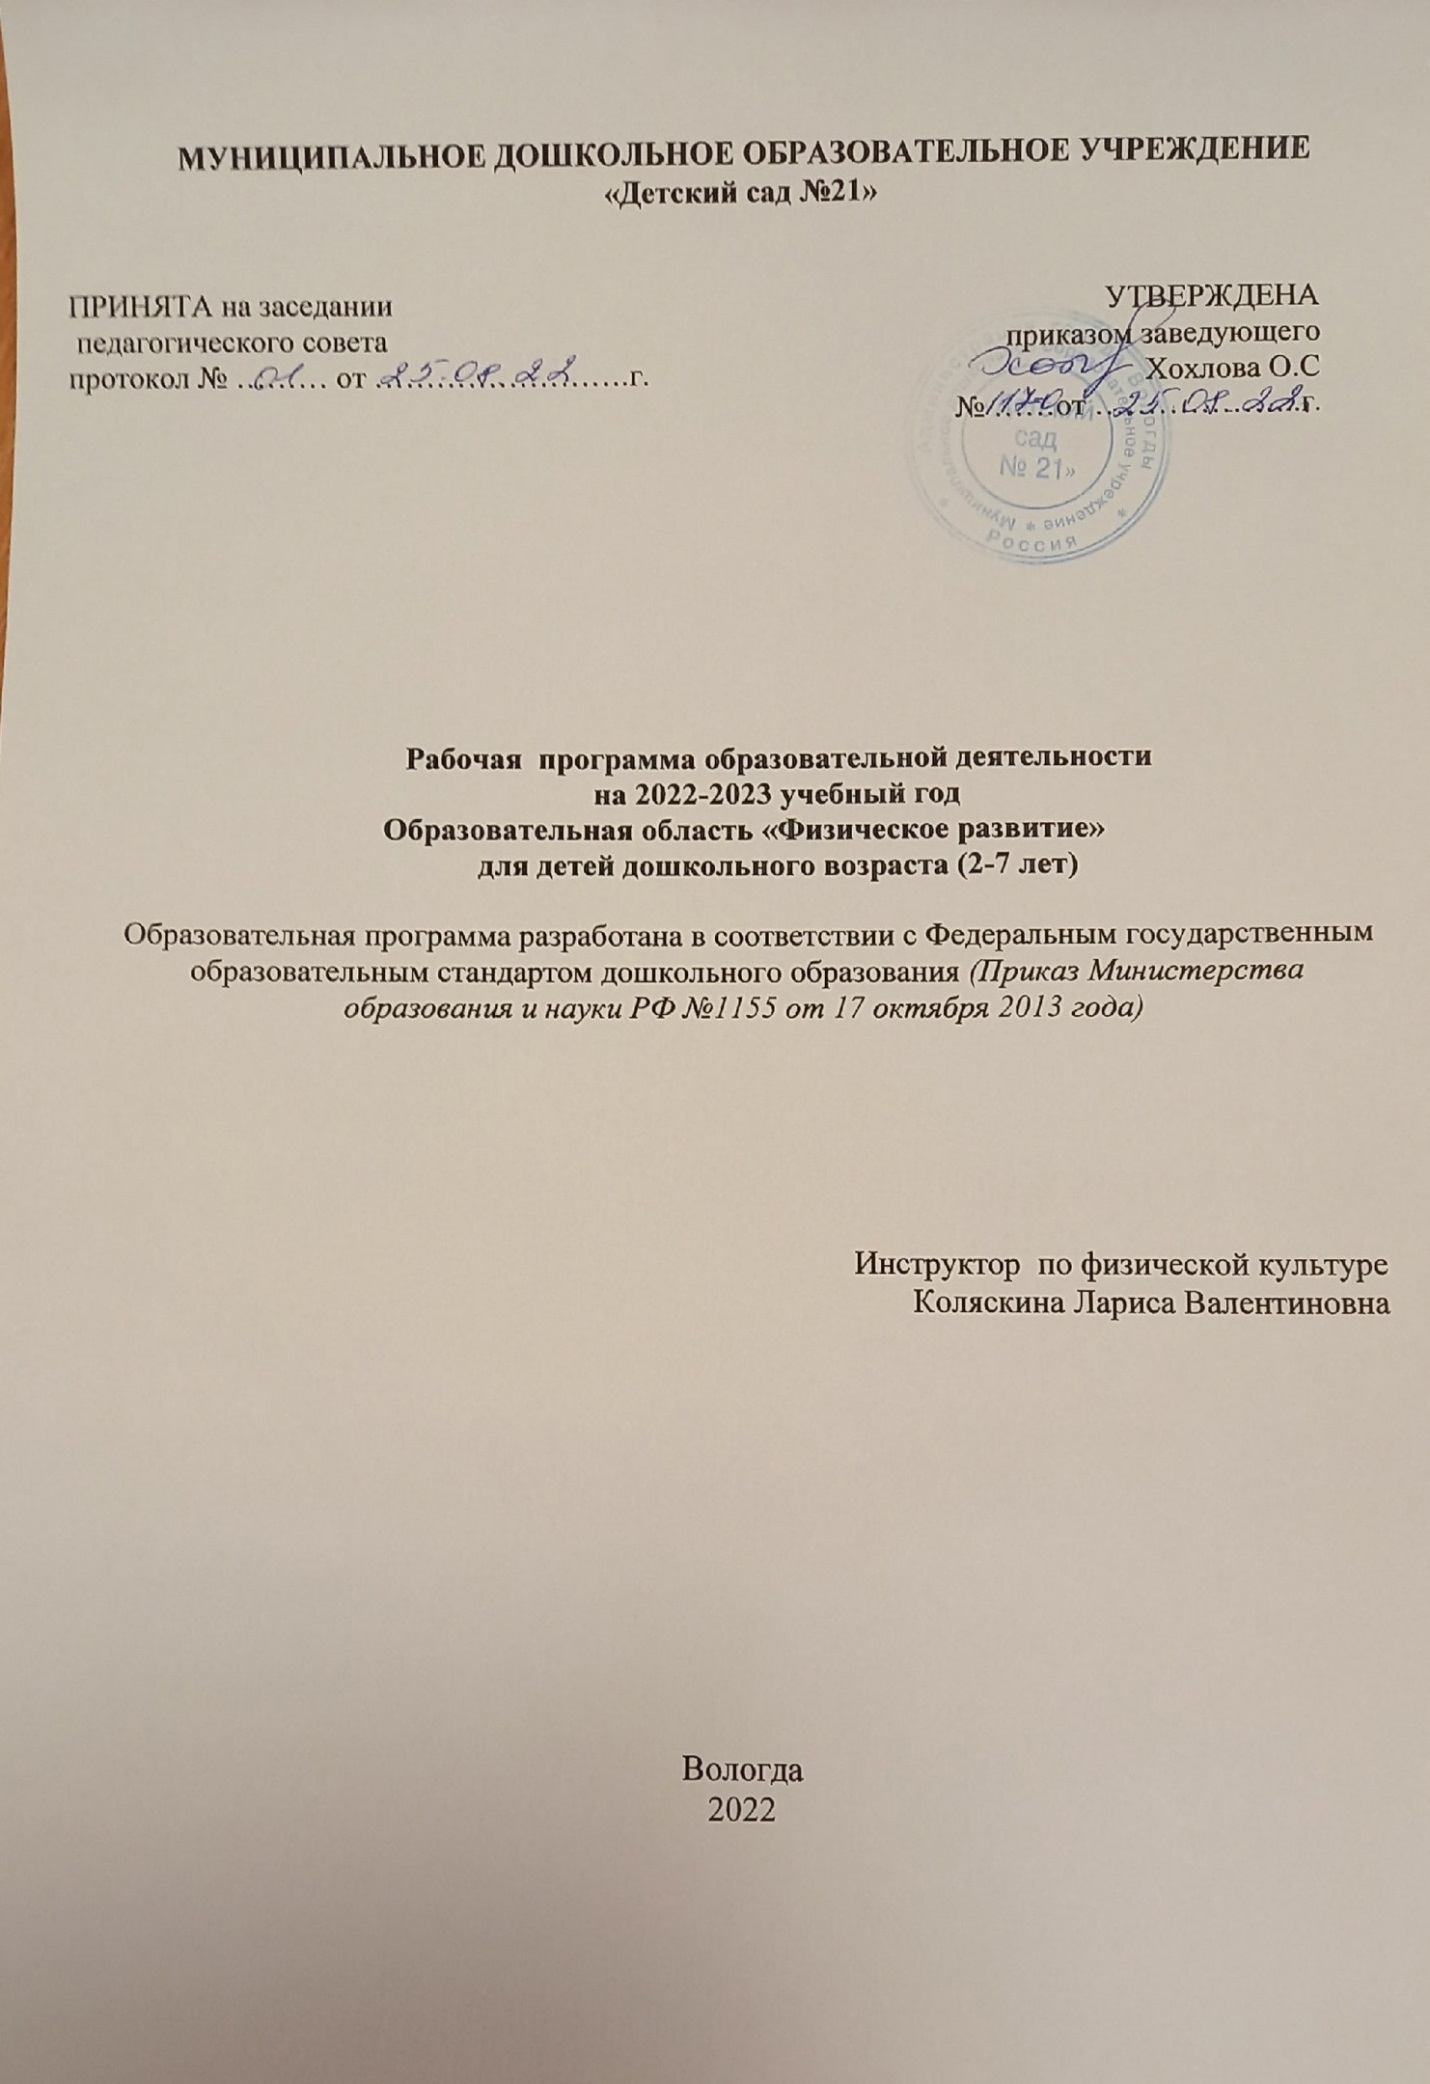 МУНИЦИПАЛЬНОЕ ДОШКОЛЬНОЕ ОБРАЗОВАТЕЛЬНОЕ УЧРЕЖДЕНИЕ
«Детский сад №21»
ПРИНЯТА на заседании
педагогического совета
протокол № ..01... от .25.08.22.......г.
УТВЕРЖДЕНА
приказом заведующего
Хохлова О.С
№ от ..25.08.22.г.
сад
№ 21»
Муниципальное
учреждение
Вологды
Россия
Рабочая программа образовательной деятельности
на 2022-2023 учебный год
Образовательная область «Физическое развитие»
для детей дошкольного возраста (2-7 лет)
Образовательная программа разработана в соответствии с Федеральным государственным
образовательным стандартом дошкольного образования (Приказ Министерства
образования и науки РФ №1155 от 17 октября 2013 года)
Инструктор по физической культуре
Коляскина Лариса Валентиновна
Вологда
2022